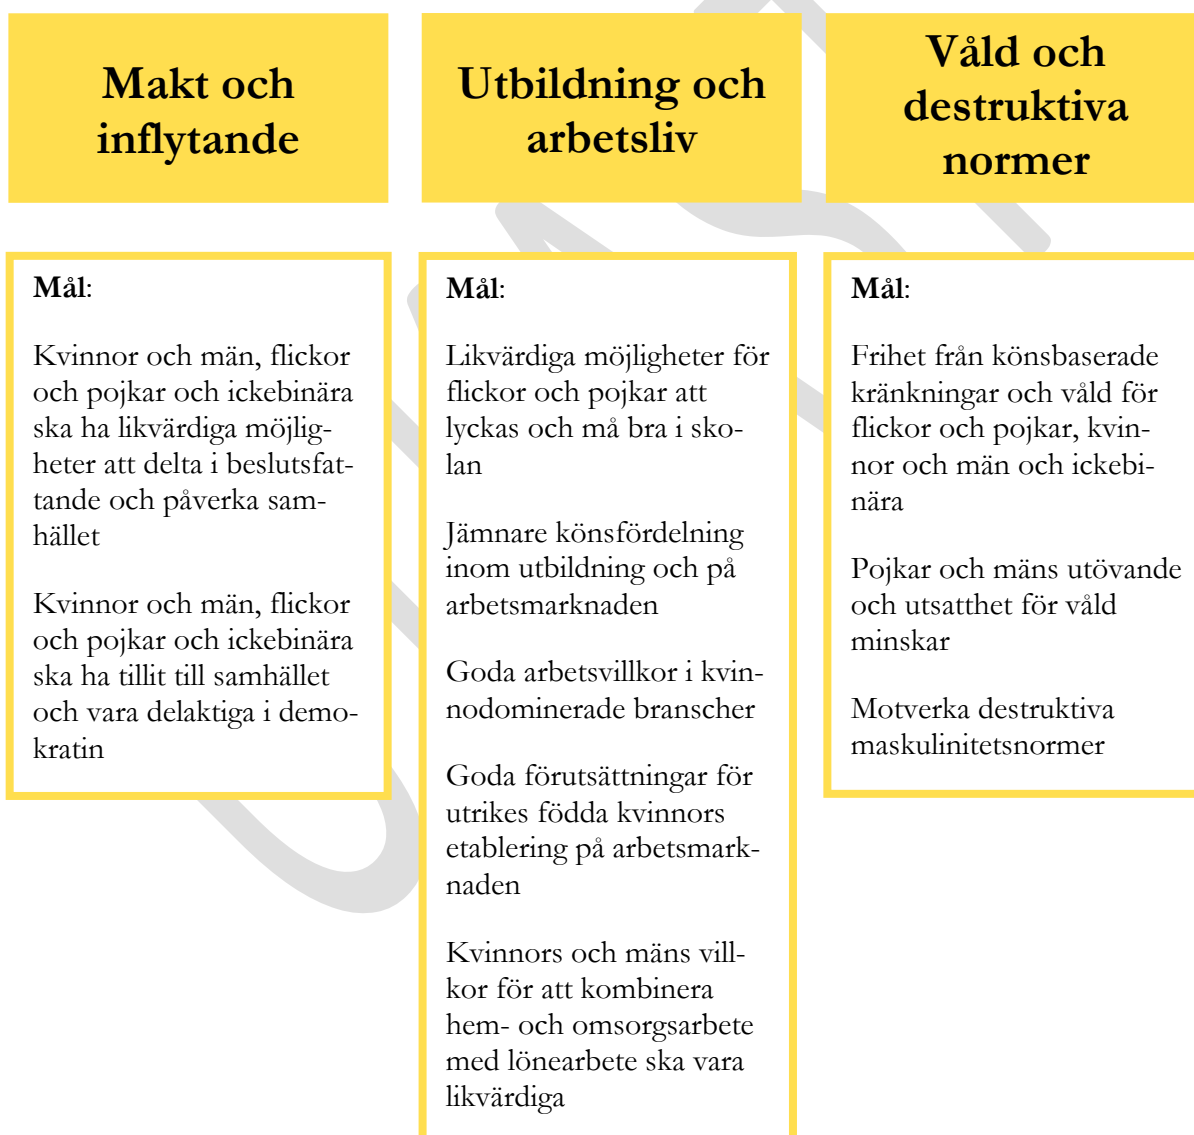 Makt och
inflytande
Utbildning och
arbetsliv
Våld och
destruktiva
normer
Mål:
Kvinnor och män, flickor
och pojkar och ickebinära
ska ha likvärdiga möjlig-
heter att delta i beslutsfat-
tande och påverka sam-
hället
Kvinnor och män, flickor
och pojkar och ickebinära
ska ha tillit till samhället
och vara delaktiga i demo-
kratin
Mål:
Likvärdiga möjligheter för
flickor och pojkar att
lyckas och må bra i sko-
lan
Jämnare könsfördelning
inom utbildning och på
arbetsmarknaden
Goda arbetsvillkor i kvin-
nodominerade branscher
Goda förutsättningar för
utrikes födda kvinnors
etablering på arbetsmark-
naden
Kvinnors och mäns vill-
kor för att kombinera
hem- och omsorgsarbete
med lönearbete ska vara
likvärdiga
Mål:
Frihet från könsbaserade
kränkningar och våld för
flickor och pojkar, kvin-
nor och män och ickebi-
nära
Pojkar och mäns utövande
och utsatthet för våld
minskar
Motverka destruktiva
maskulinitetsnormer